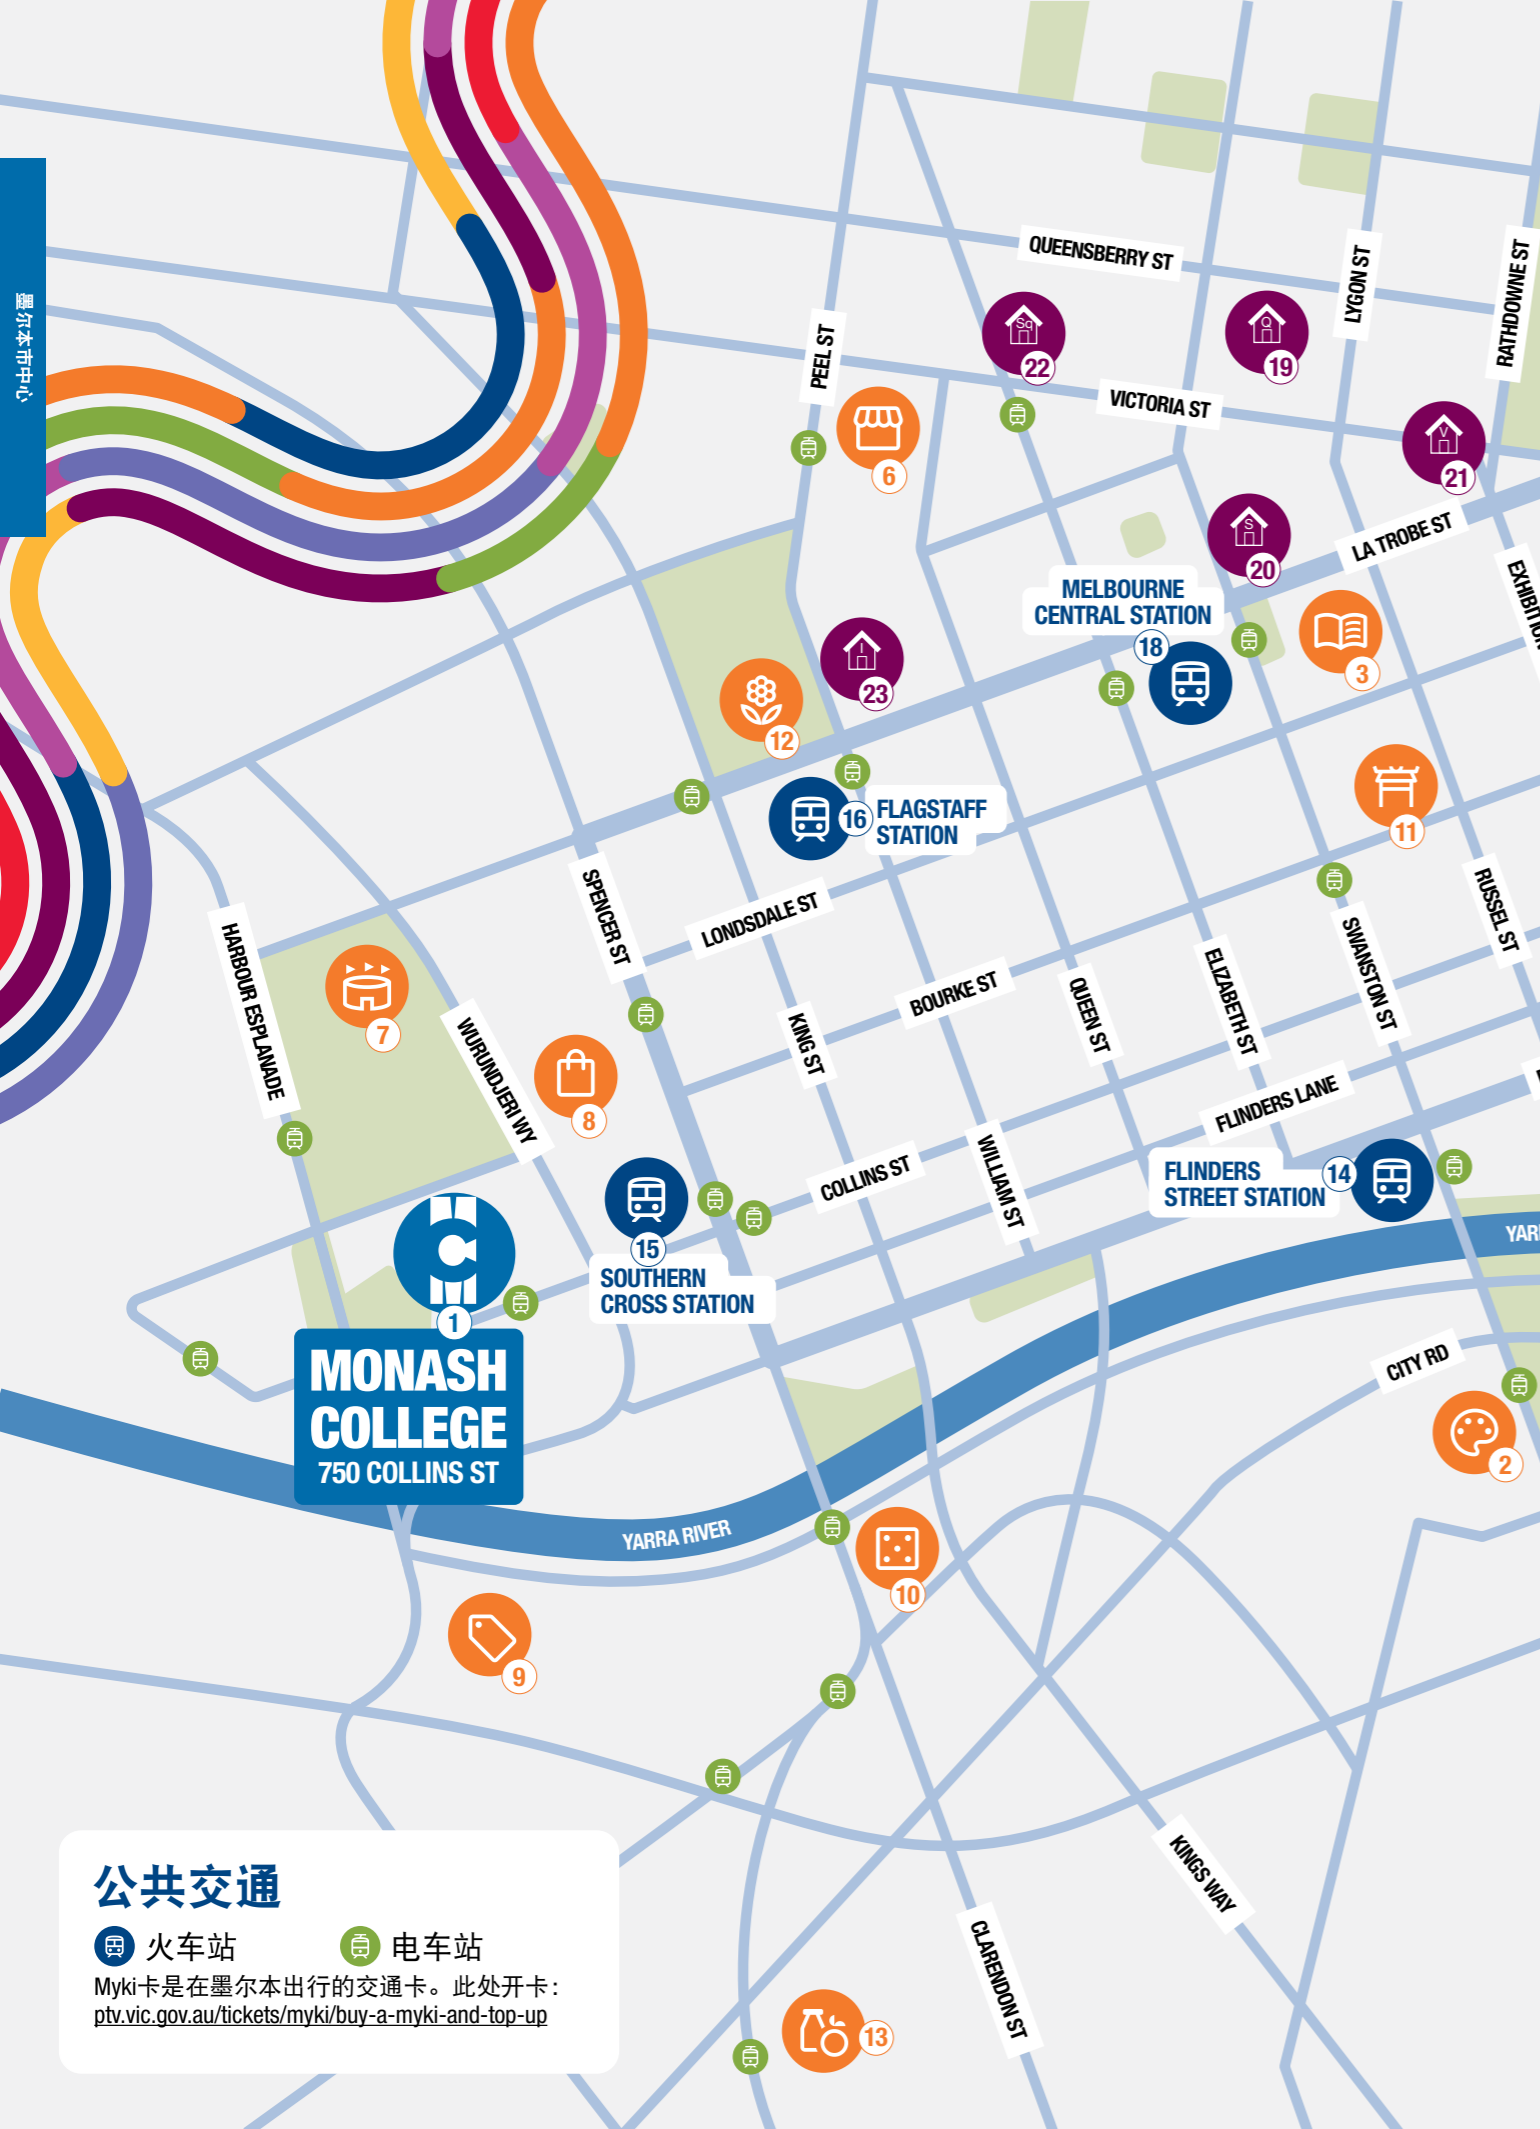 墨尔本市中心
QUEENSBERRY ST
LYGON ST
RATHDOWNE ST
PEEL ST
Sq
22
Q
19
VICTORIA ST
6
V
21
S
20
LA TROBE ST
MELBOURNE
CENTRAL STATION
18
3
I
23
12
16
FLAGSTAFF
STATION
11
SPENCER ST
LONDSDALE ST
RUSSEL ST
HARBOUR ESPLANADE
BOURKE ST
QUEEN ST
ELIZABETH ST
SWANSTON ST
7
WURUNDJERI WY
KING ST
8
FLINDERS LANE
COLLINS ST
WILLIAM ST
FLINDERS
STREET STATION
14
15
SOUTHERN
CROSS STATION
1
MONASH
COLLEGE
750 COLLINS ST
CITY RD
2
YARRA RIVER
10
9
KINGS WAY
CLARENDON ST
13
公共交通
火车站
电车站
Myki卡是在墨尔本出行的交通卡。此处开卡：
ptv.vic.gov.au/tickets/myki/buy-a-myki-and-top-up